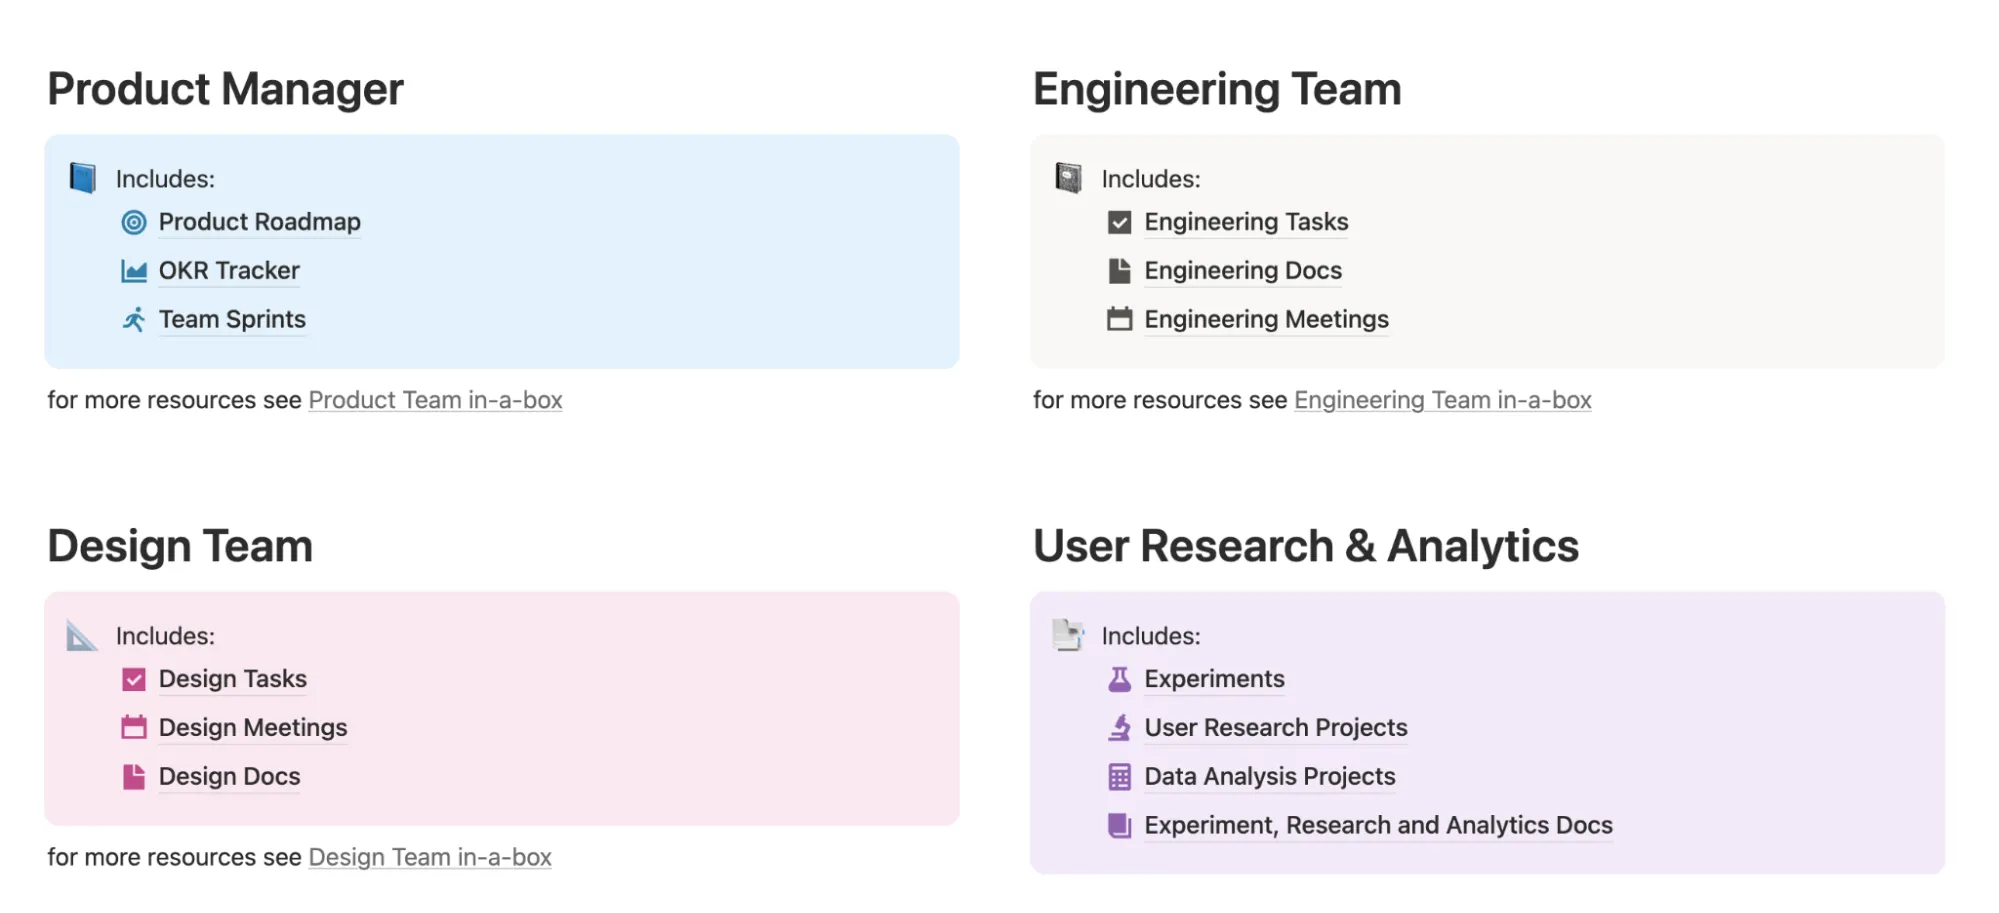 Product Manager
Includes:
Product Roadmap
OKR Tracker
Team Sprints
for more resources see Product Team in-a-box
Engineering Team
Includes:
Engineering Tasks
Engineering Docs
Engineering Meetings
for more resources see Engineering Team in-a-box
Design Team
Includes:
Design Tasks
Design Meetings
Design Docs
for more resources see Design Team in-a-box
User Research & Analytics
Includes:
Experiments
User Research Projects
Data Analysis Projects
Experiment, Research and Analytics Docs